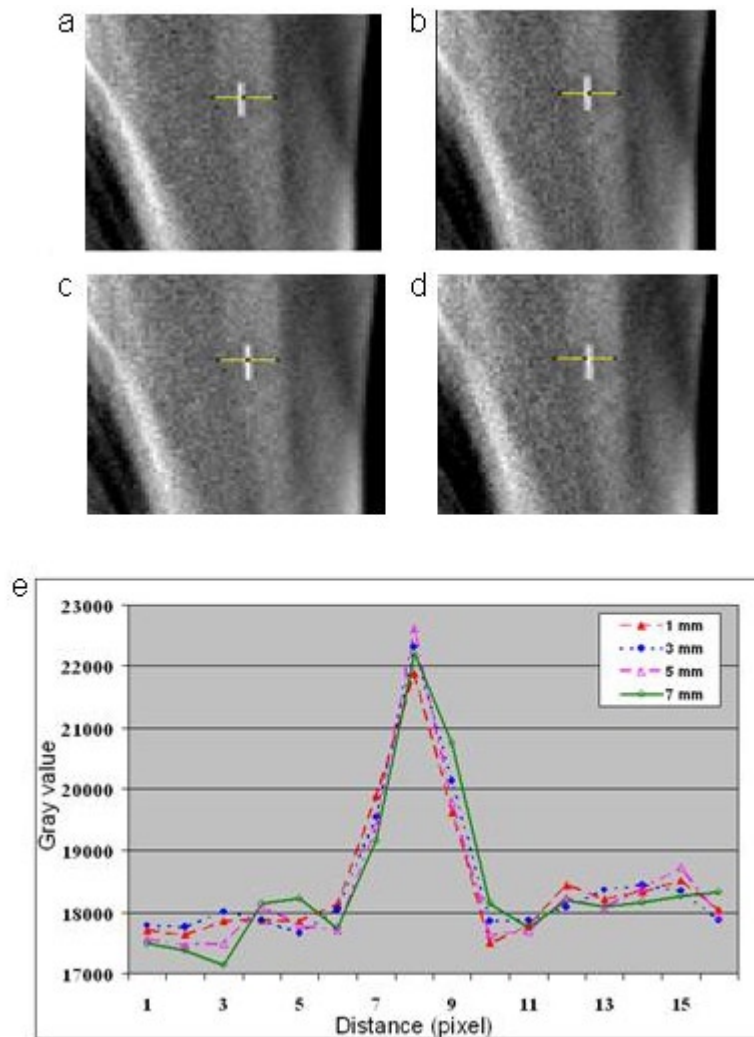 a
b
c
d
e
23000
22000
21000
20000
19000
18000
17000
Gray value
1 mm
3 mm
5 mm
7 mm
1 3 5 7 9 11 13 15
Distance (pixel)